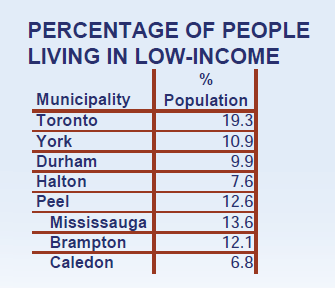 PERCENTAGE OF PEOPLE
LIVING IN LOW-INCOME
%
Municipality Population
Toronto 19.3
York 10.9
Durham 9.9
Halton 7.6
Peel 12.6
Mississauga 13.6
Brampton 12.1
Caledon 6.8